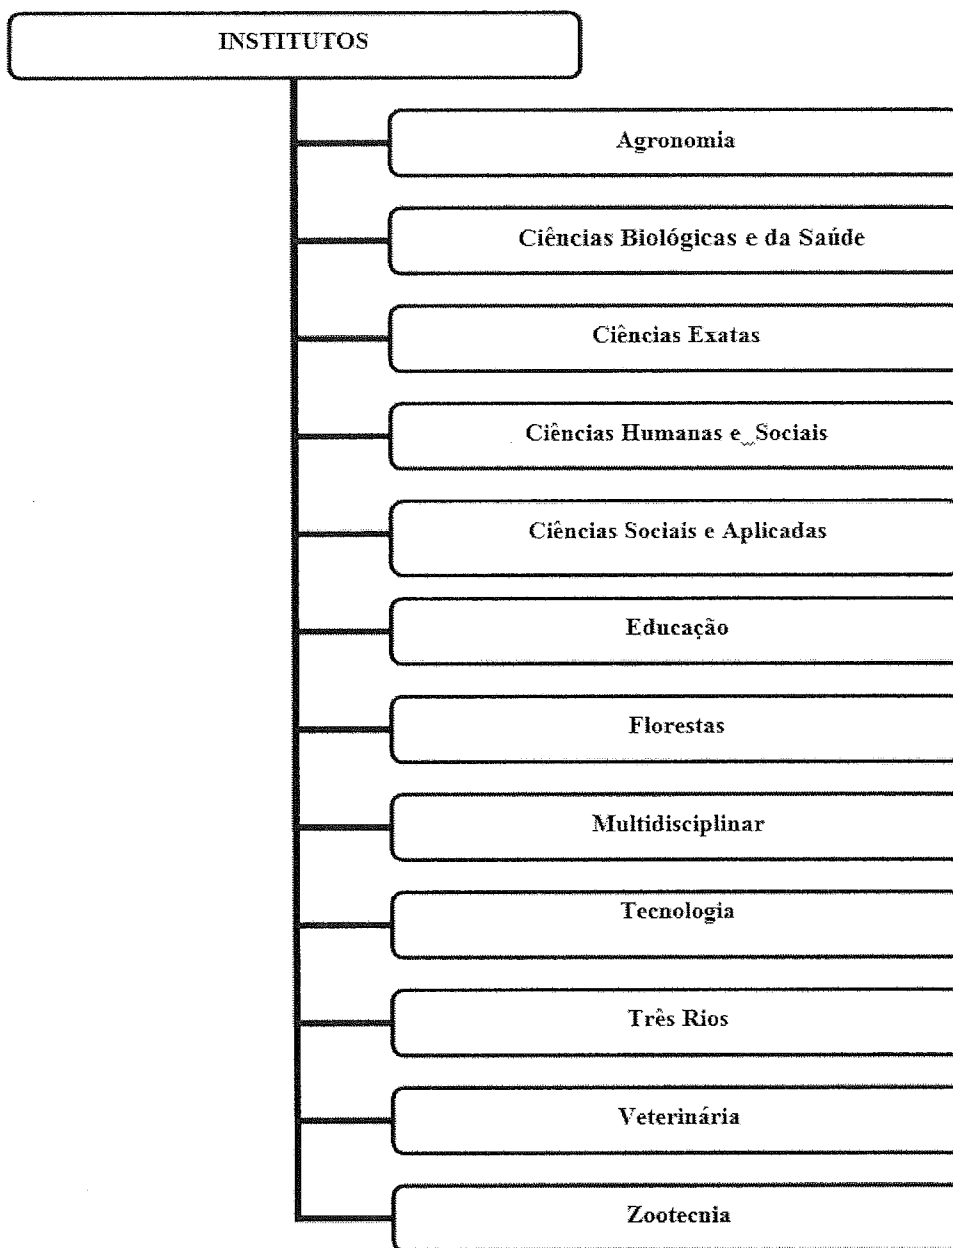 INSTITUTOS
Agronomia
Ciências Biológicas e da Saúde
Ciências Exatas
Ciências Humanas e Sociais
Ciências Sociais e Aplicadas
Educação
Florestas
Multidisciplinar
Tecnologia
Três Rios
Veterinária
Zootecnia